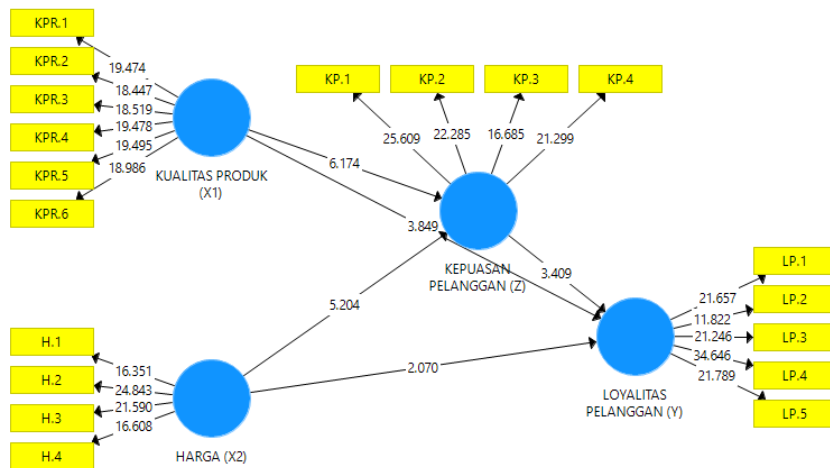 KPR.1
KPR.2
KPR.3
KPR.4
KPR.5
KPR.6
19.474
18.447
18.519
19.478
19.495
18.986
KUALITAS PRODUK
(X1)
KP.1
KP.2
KP.3
KP.4
25.609
22.285
16.685
21.299
6.174
3.849
KEPUASAN
PELANGGAN (Z)
3.409
5.204
2.070
H.1
H.2
H.3
H.4
16.351
24.843
21.590
16.608
HARGA (X2)
LP.1
LP.2
LP.3
LP.4
LP.5
21.657
11.822
21.246
34.646
21.789
LOYALITAS
PELANGGAN (Y)